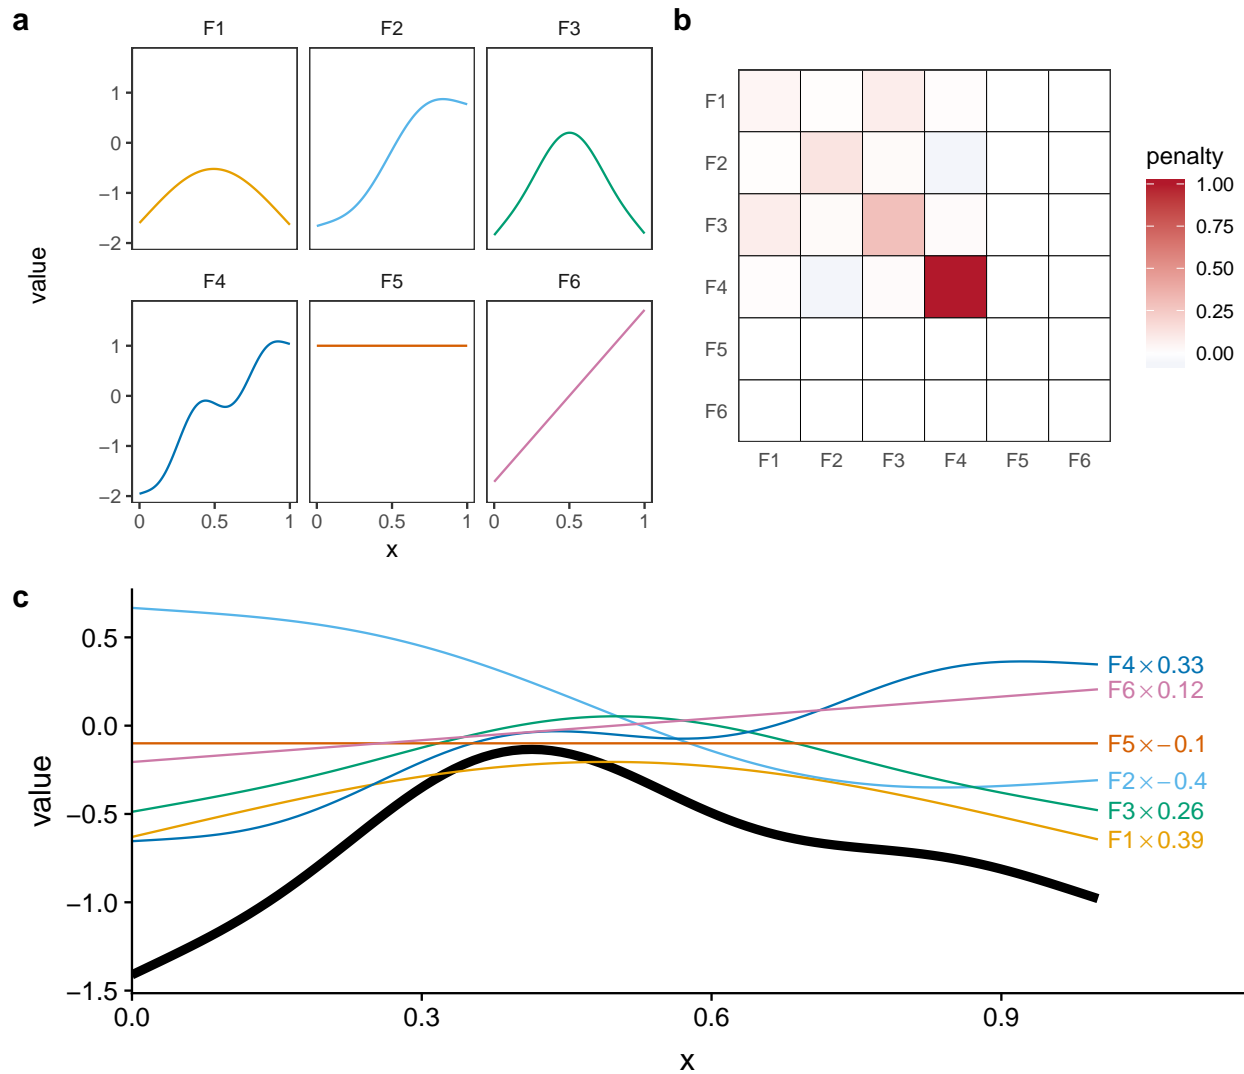 a
F1 F2 F3
1
0
−1
−2
value
F4 F5 F6
1
0
−1
−2
0 0.5 1 0 0.5 1 0 0.5 1
x
b
F1
F2
F3
F4
F5
F6
F1 F2 F3 F4 F5 F6
penalty
1.00
0.75
0.50
0.25
0.00
c
value
0.5
0.0
−0.5
−1.0
−1.5
F4×0.33
F6×0.12
F5×−0.1
F2×−0.4
F3×0.26
F1×0.39
0.0 0.3 0.6 0.9
x